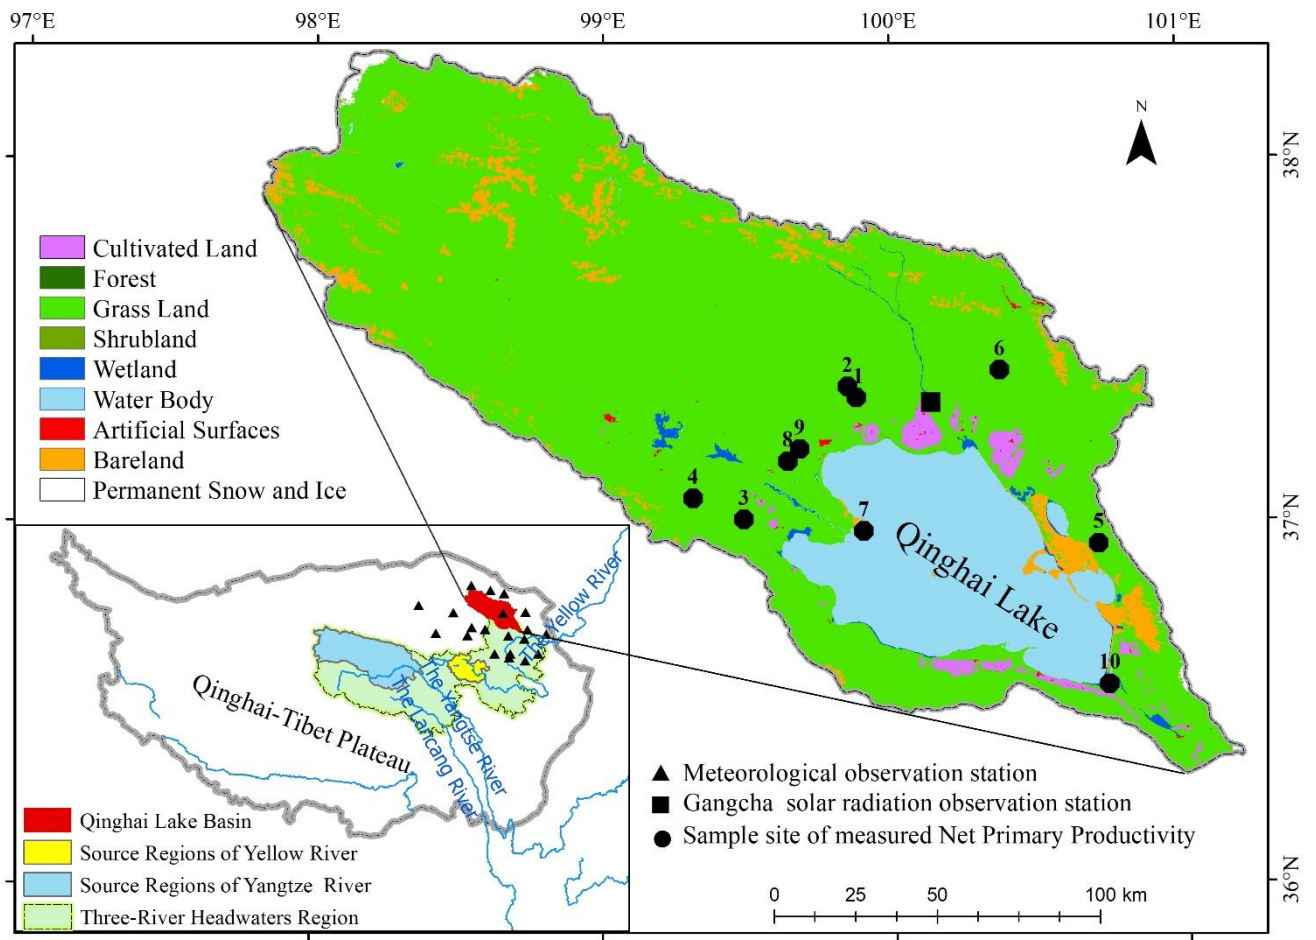 97°E 98°E 99°E 100°E 101°E
N
38°N
Cultivated Land
Forest
Grass Land
Shrubland
Wetland
Water Body
Artificial Surfaces
Bareland
Permanent Snow and Ice
6
2
1
9
8
4
3
7
5
10
37°N
Qinghai Lake
The Yellow River
The Yangtse River
The Lancang River
Qinghai-Tibet Plateau
Qinghai Lake Basin
Source Regions of Yellow River
Source Regions of Yangtze River
Three-River Headwaters Region
Meteorological observation station
Gangcha solar radiation observation station
Sample site of measured Net Primary Productivity
36°N
0 25 50 100 km